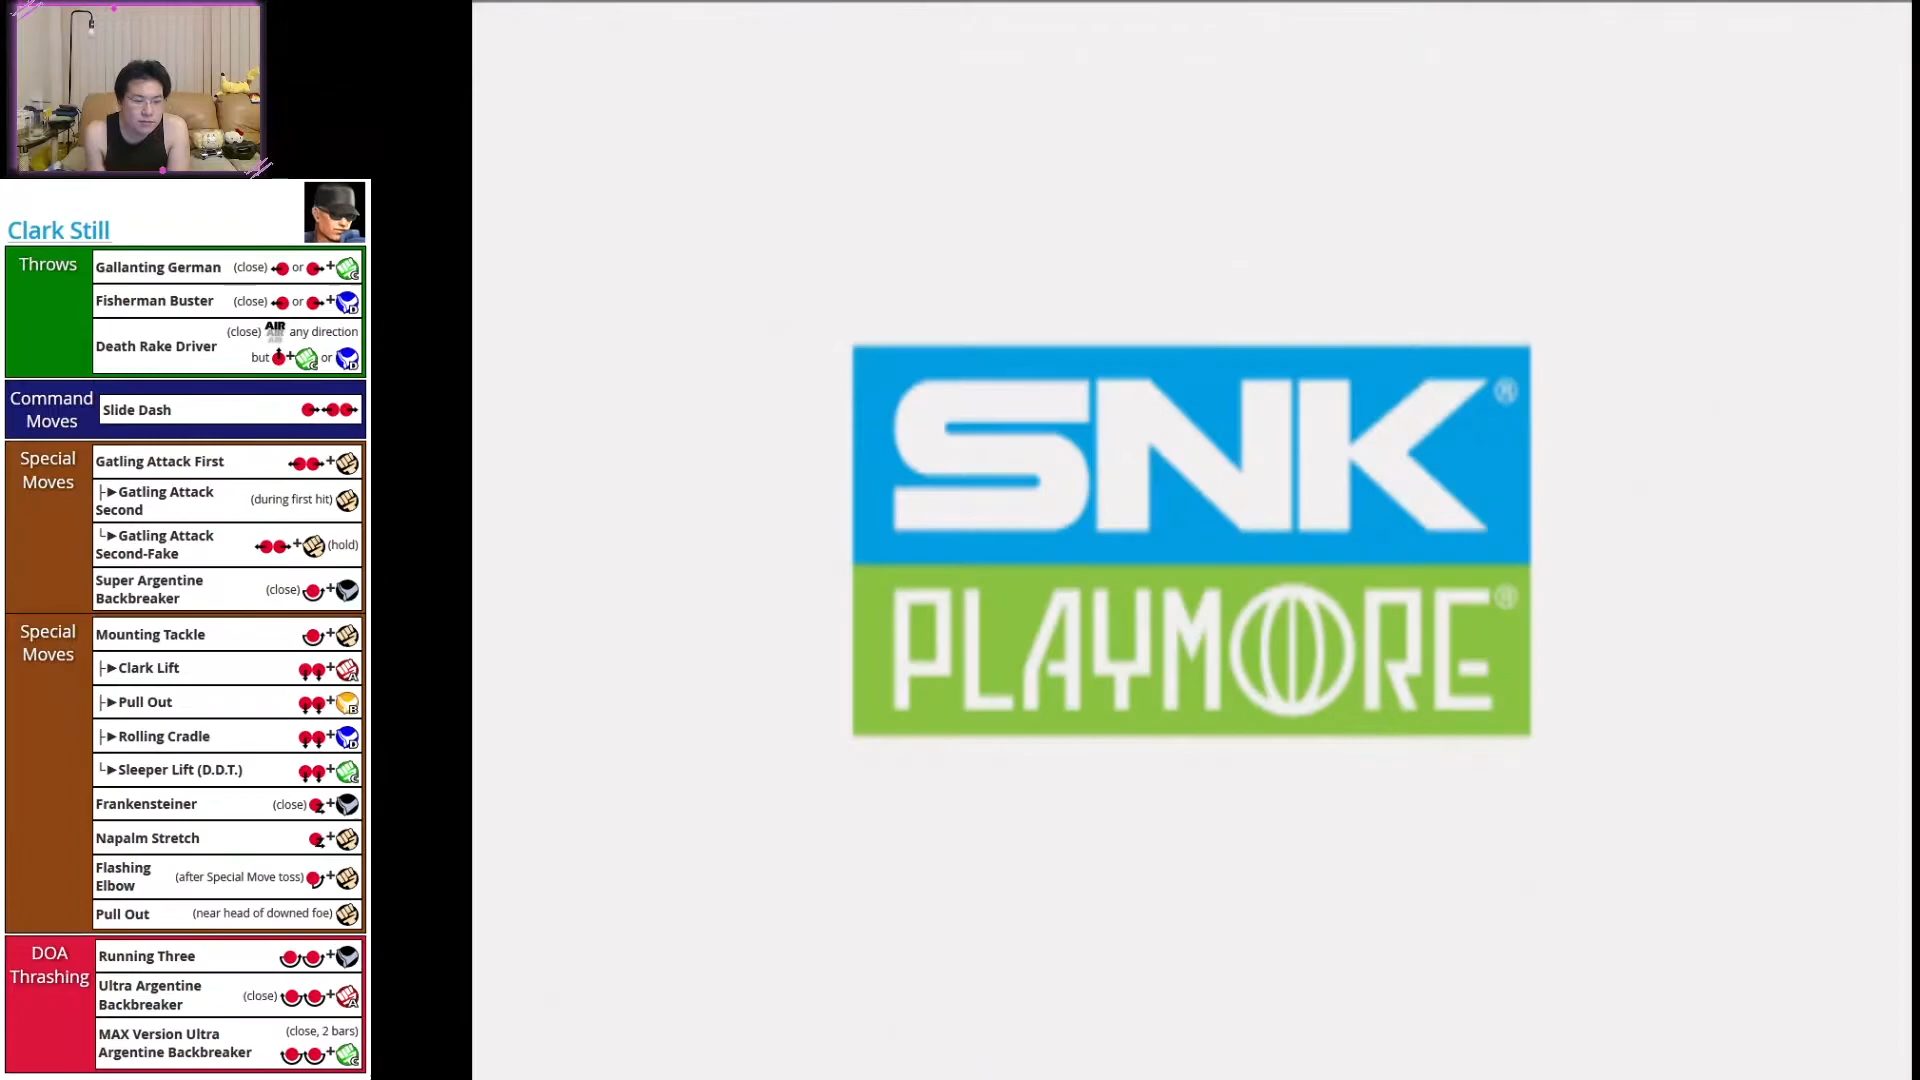 Clark Still
Throws
Gallanting German (close) or + C
Fisherman Buster (close) or + D
Death Rake Driver (close) AIR any direction
but + C or D
Command
Moves
Slide Dash
Special
Moves
Gatling Attack First +
├►Gatling Attack
Second (during first hit)
└►Gatling Attack
Second-Fake + (hold)
Super Argentine
Backbreaker (close) +
Special
Moves
Mounting Tackle +
├►Clark Lift + A
├►Pull Out + B
├►Rolling Cradle + D
└►Sleeper Lift (D.D.T.) + C
Frankensteiner (close) +
Napalm Stretch +
Flashing
Elbow (after Special Move toss) +
Pull Out (near head of downed foe)
DOA
Thrashing
Running Three +
Ultra Argentine
Backbreaker (close) + A
MAX Version Ultra
Argentine Backbreaker (close, 2 bars)
+ C
SNK®
PLAYMORE®